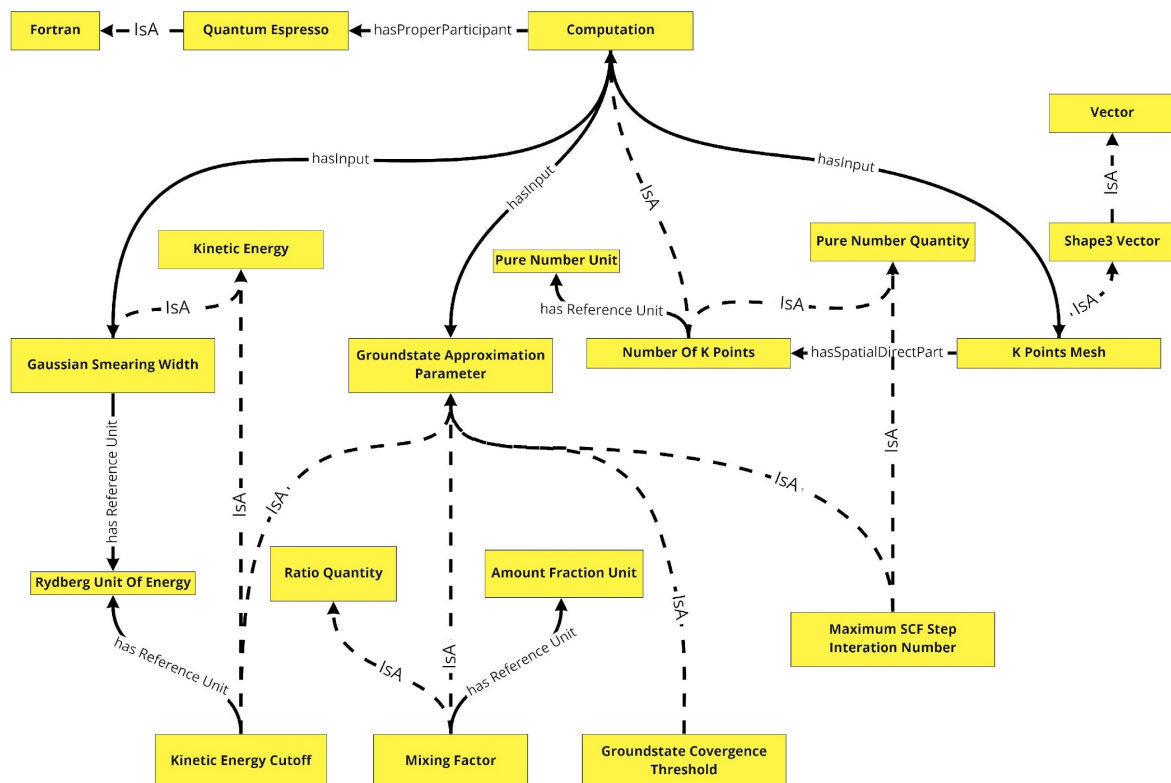 Fortran
IsA
Quantum Espresso
hasProperParticipant
Computation
Vector
hasInput
hasInput
IsA
hasInput
IsA
Kinetic Energy
Pure Number Quantity
Shape3 Vector
Pure Number Unit
IsA
has Reference Unit
IsA
IsA
Gaussian Smearing Width
Groundstate Approximation
Parameter
Number Of K Points
hasSpatialDirectPart
K Points Mesh
has Reference Unit
IsA
IsA
IsA
IsA
Rydberg Unit Of Energy
Ratio Quantity
Amount Fraction Unit
IsA
Maximum SCF Step
Interation Number
has Reference Unit
IsA
IsA
has Reference Unit
Kinetic Energy Cutoff
Mixing Factor
Groundstate Covergence
Threshold